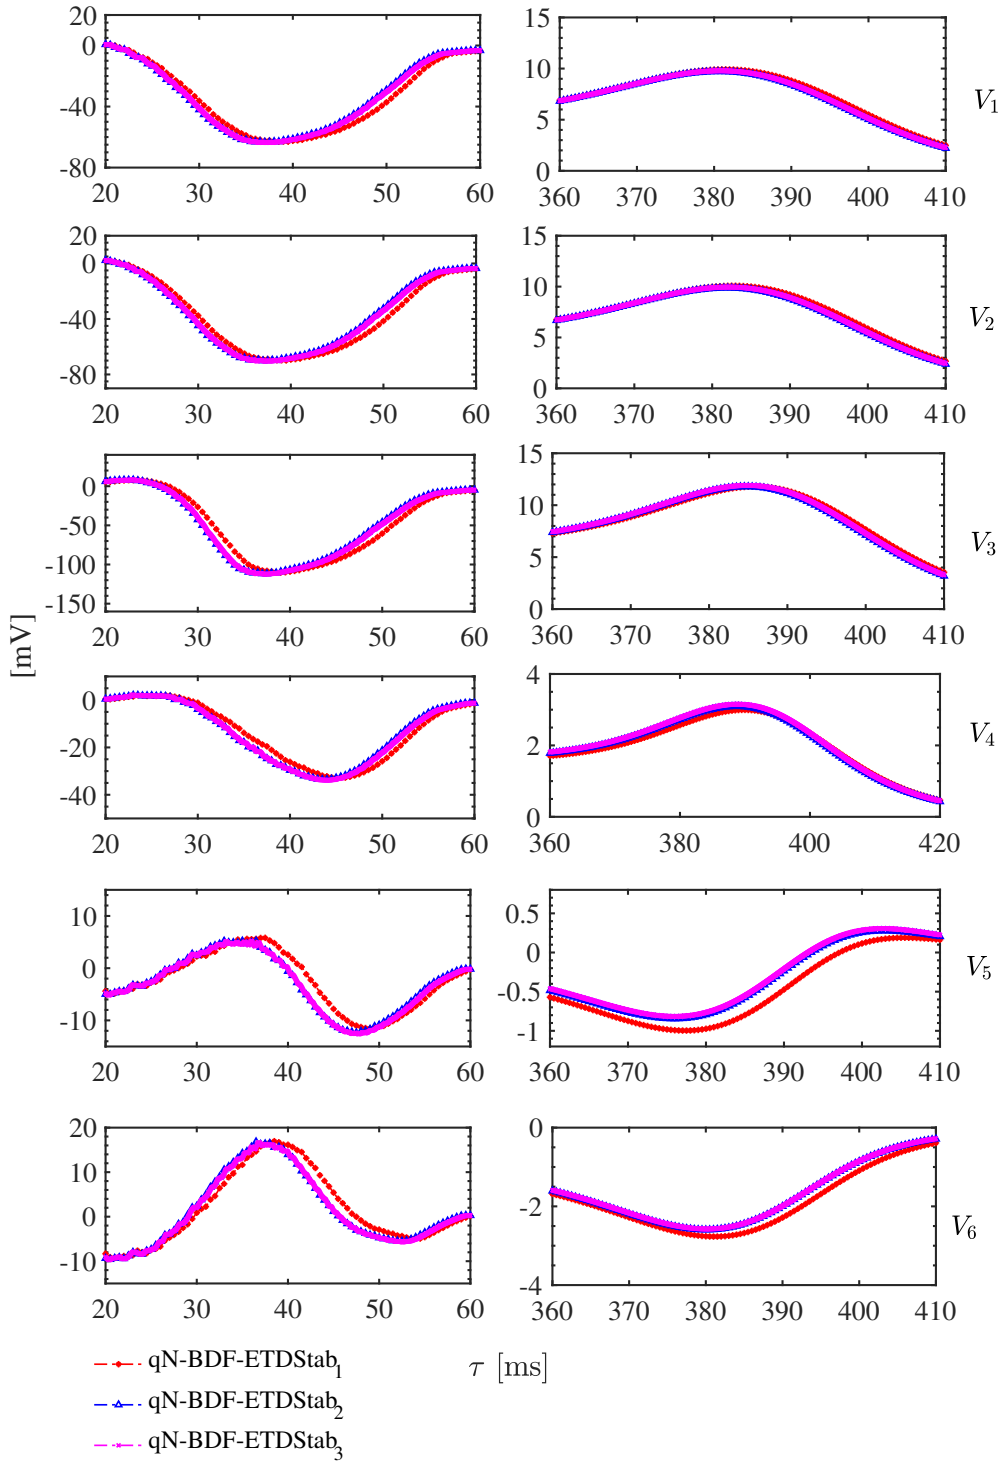 20
0
-40
-80
20 30 40 50 60
15
10
5
0
360 370 380 390 400 410
V1
20
0
-40
-80
20 30 40 50 60
15
10
5
0
360 370 380 390 400 410
V2
0
-50
-100
-150
20 30 40 50 60
15
10
5
0
360 370 380 390 400 410
V3
[mV]
0
-20
-40
20 30 40 50 60
4
2
0
360 380 400 420
V4
10
0
-10
20 30 40 50 60
0.5
0
-0.5
-1
360 370 380 390 400 410
V5
20
10
0
-10
20 30 40 50 60
0
-2
-4
360 370 380 390 400 410
V6
τ [ms]
qN-BDF-ETDStab1
qN-BDF-ETDStab2
qN-BDF-ETDStab3